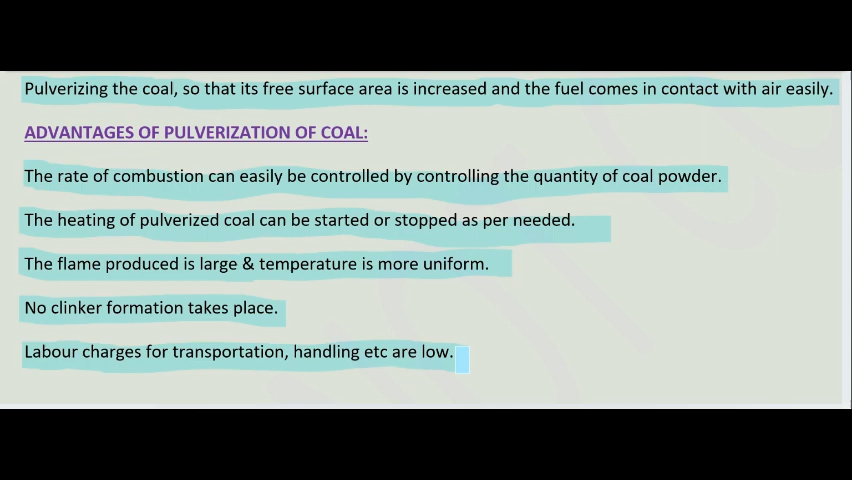 Pulverizing the coal, so that its free surface area is increased and the fuel comes in contact with air easily.
ADVANTAGES OF PULVERIZATION OF COAL:
The rate of combustion can easily be controlled by controlling the quantity of coal powder.
The heating of pulverized coal can be started or stopped as per needed.
The flame produced is large & temperature is more uniform.
No clinker formation takes place.
Labour charges for transportation, handling etc are low.